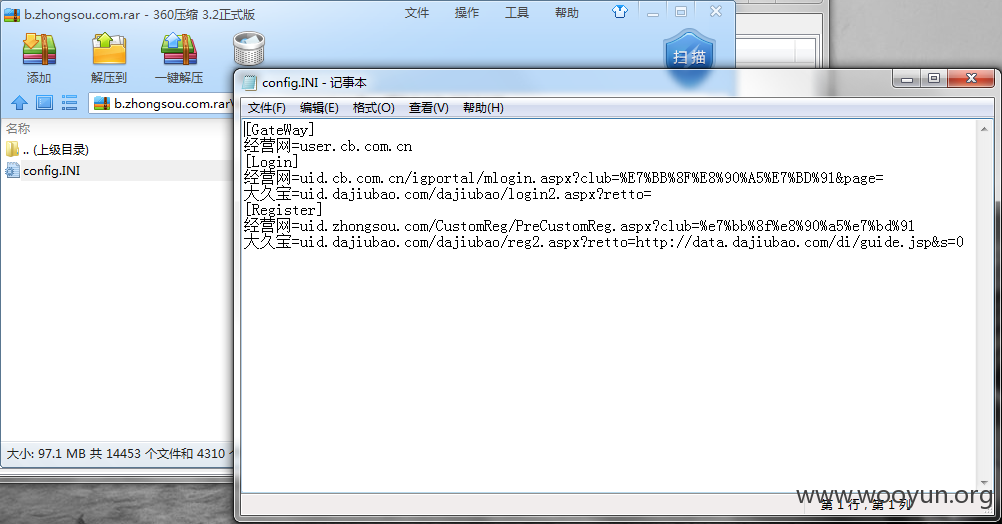 b.zhongsou.com.rar - 360压缩 3.2正式版
文件 操作 工具 帮助
添加 解压到 一键解压
扫描
b.zhongsou.com.rar\
名称
.. (上级目录)
config.INI
大小: 97.1 MB 共 14453 个文件和 4310
config.INI - 记事本
文件(F) 编辑(E) 格式(O) 查看(V) 帮助(H)
[GateWay]
经营网=user.cb.com.cn
[Login]
经营网=uid.cb.com.cn/igportal/mlogin.aspx?club=%E7%BB%8F%E8%90%A5%E7%BD%91&page=
大久宝=uid.dajiubao.com/dajiubao/login2.aspx?retto=
[Register]
经营网=uid.zhongsou.com/CustomReg/PreCustomReg.aspx?club=%e7%bb%8f%e8%90%a5%e7%bd%91
大久宝=uid.dajiubao.com/dajiubao/reg2.aspx?retto=http://data.dajiubao.com/di/guide.jsp&s=0
第 1 行，第 1 列
www.wooyun.org